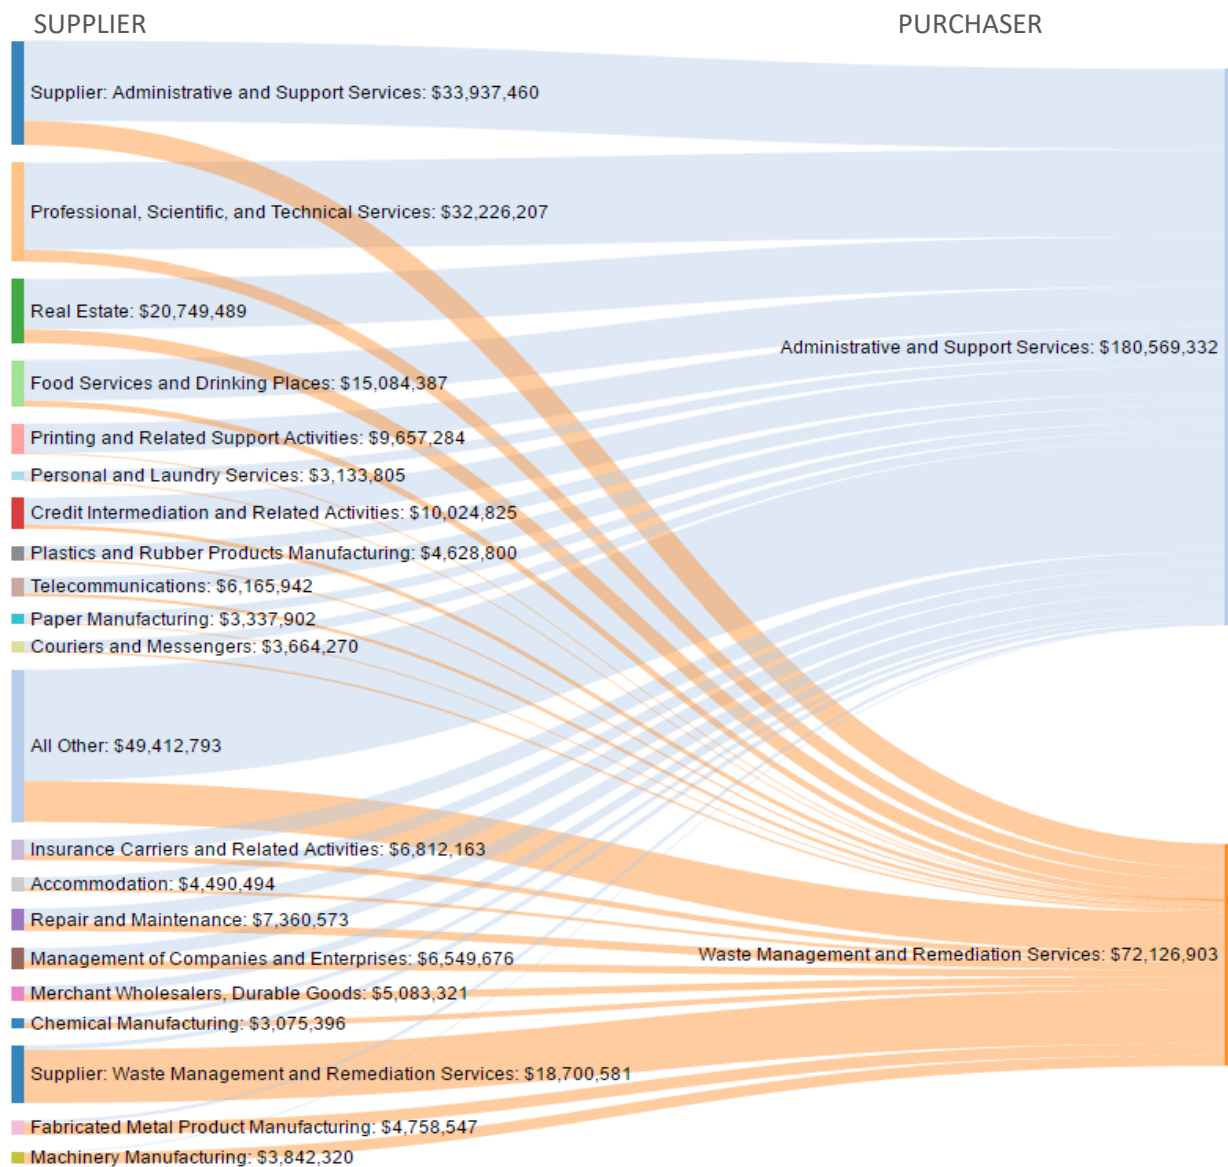 SUPPLIER
PURCHASER
Supplier: Administrative and Support Services: $33,937,460
Professional, Scientific, and Technical Services: $32,226,207
Real Estate: $20,749,489
Administrative and Support Services: $180,569,332
Food Services and Drinking Places: $15,084,387
Printing and Related Support Activities: $9,657,284
Personal and Laundry Services: $3,133,805
Credit Intermediation and Related Activities: $10,024,825
Plastics and Rubber Products Manufacturing: $4,628,800
Telecommunications: $6,165,942
Paper Manufacturing: $3,337,902
Couriers and Messengers: $3,664,270
All Other: $49,412,793
Insurance Carriers and Related Activities: $6,812,163
Accommodation: $4,490,494
Repair and Maintenance: $7,360,573
Waste Management and Remediation Services: $72,126,903
Management of Companies and Enterprises: $6,549,676
Merchant Wholesalers, Durable Goods: $5,083,321
Chemical Manufacturing: $3,075,396
Supplier: Waste Management and Remediation Services: $18,700,581
Fabricated Metal Product Manufacturing: $4,758,547
Machinery Manufacturing: $3,842,320